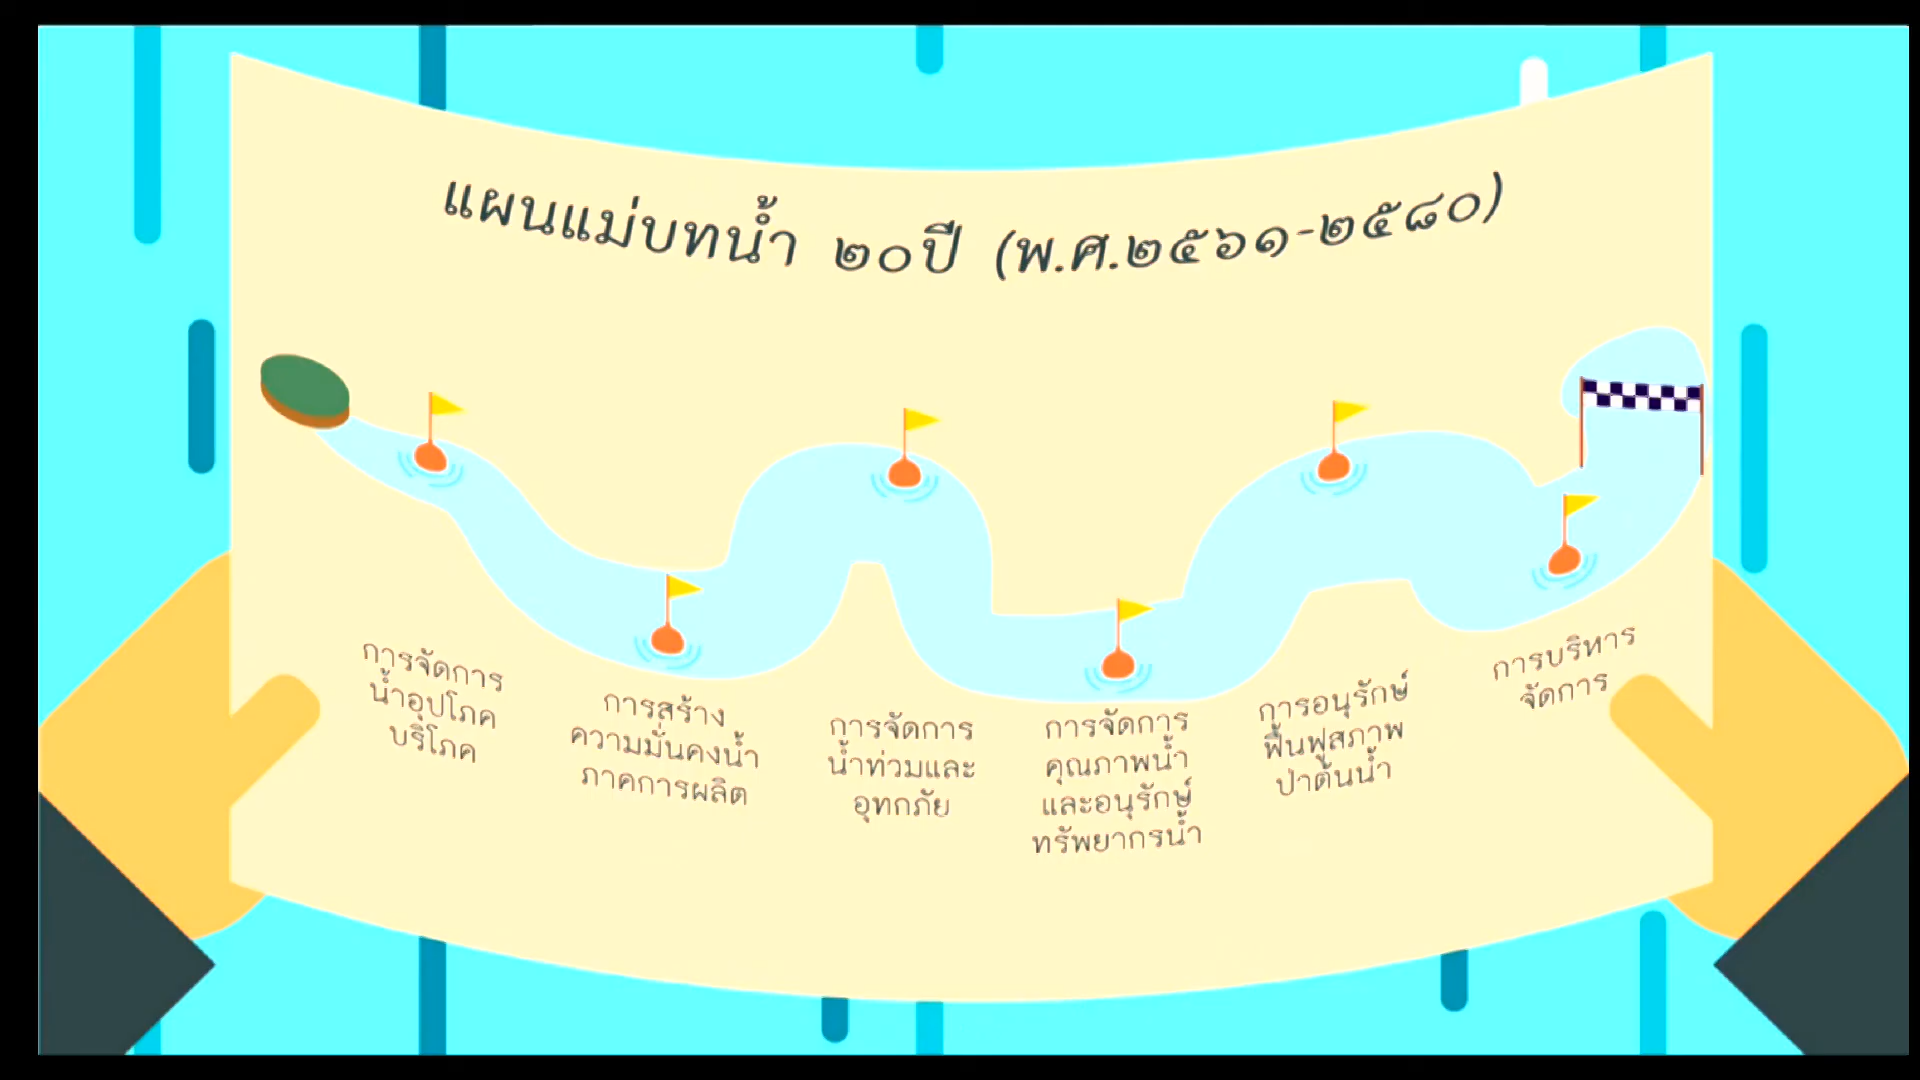 แผนแม่บทน้ำ ๒๐ปี (พ.ศ.๒๕๖๑-๒๕๘๐)
การจัดการ
น้ำอุปโภค
บริโภค
การสร้าง
ความมั่นคงน้ำ
ภาคการผลิต
การจัดการ
น้ำท่วมและ
อุทกภัย
การจัดการ
คุณภาพน้ำ
และอนุรักษ์
ทรัพยากรน้ำ
การอนุรักษ์
ฟื้นฟูสภาพ
ป่าต้นน้ำ
การบริหาร
จัดการ